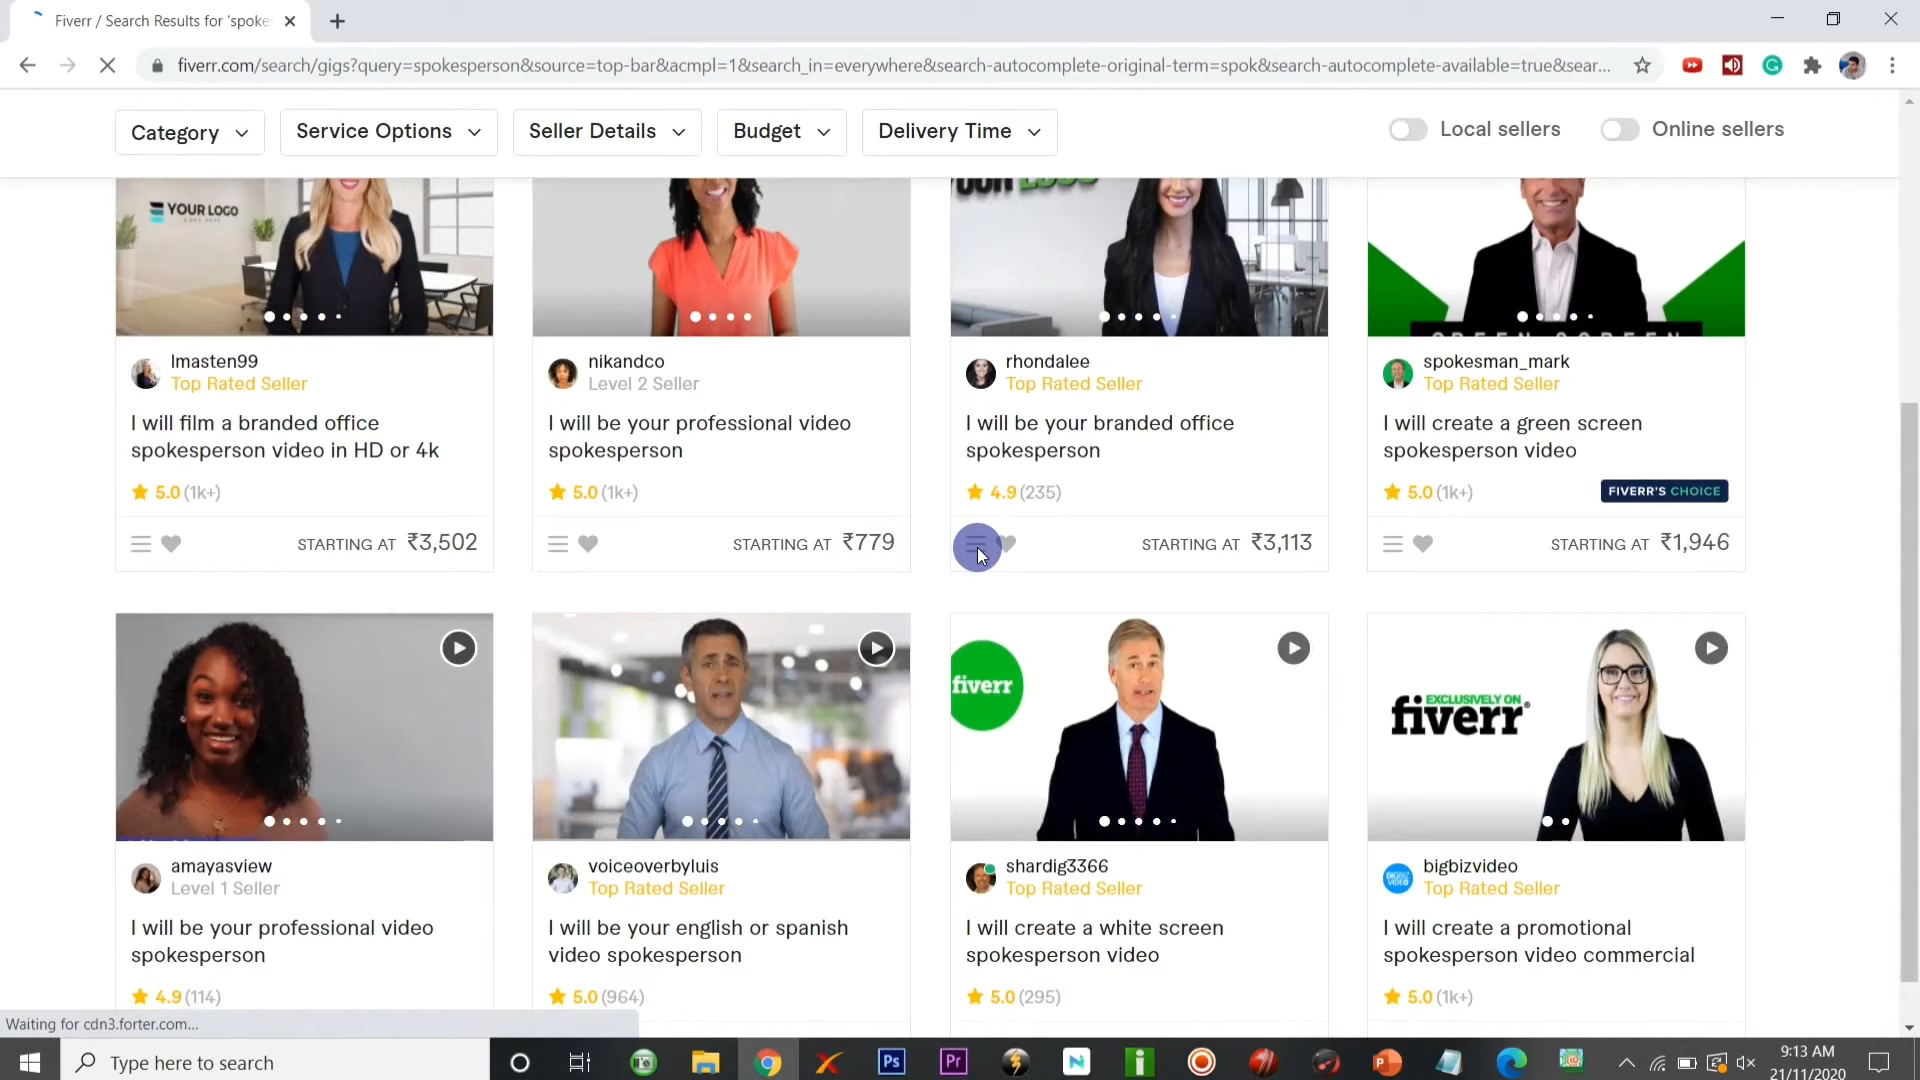 Fiverr / Search Results for 'spoke
fiverr.com/search/gigs?query=spokesperson&source=top-bar&acmpl=1&search_in=everywhere&search-autocomplete-original-term=spok&search-autocomplete-available=true&sear...
Category Service Options Seller Details Budget Delivery Time Local sellers Online sellers
YOUR LOGO
YOUR LOGO
GREEN SCREEN
lmasten99
Top Rated Seller
I will film a branded office
spokesperson video in HD or 4k
5.0 (1k+)
STARTING AT ₹3,502
nikandco
Level 2 Seller
I will be your professional video
spokesperson
5.0 (1k+)
STARTING AT ₹779
rhondalee
Top Rated Seller
I will be your branded office
spokesperson
4.9 (235)
STARTING AT ₹3,113
spokesman_mark
Top Rated Seller
I will create a green screen
spokesperson video
5.0 (1k+) FIVERR'S CHOICE
STARTING AT ₹1,946
amayasview
Level 1 Seller
I will be your professional video
spokesperson
4.9 (114)
voiceoverbyluis
Top Rated Seller
I will be your english or spanish
video spokesperson
5.0 (964)
fiverr
shardig3366
Top Rated Seller
I will create a white screen
spokesperson video
5.0 (295)
EXCLUSIVELY ON
fiverr®
BIGBIZ
VIDEO
bigbizvideo
Top Rated Seller
I will create a promotional
spokesperson video commercial
5.0 (1k+)
Waiting for cdn3.forter.com...
Type here to search
Ps
Pr
9:13 AM
21/11/2020